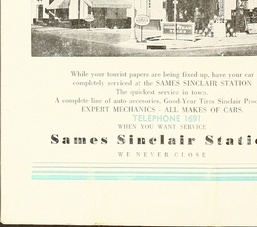 While your tourist papers are being fixed up, have your car
completely serviced at the SAMES SINCLAIR STATION
The quickest service in town.
A complete line of auto accesories, Good-Year Tires Sinclair
EXPERT MECHANICS - ALL MAKES OF CARS.
TELEPHONE 1691
WHEN YOU WANT SERVICE
Sames Sinclair Stati
WE NEVER CLOSE